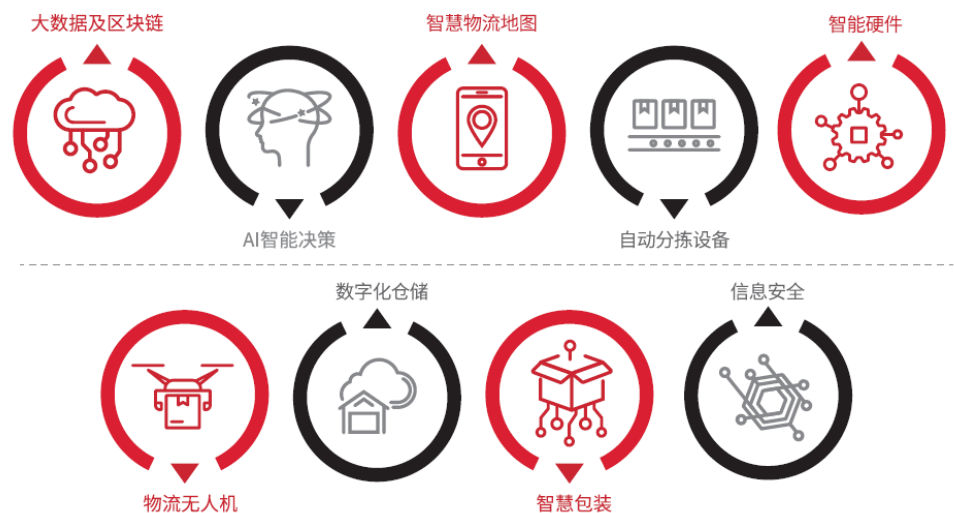 大数据及区块链
智慧物流地图
智能硬件
AI智能决策
自动分拣设备
数字化仓储
信息安全
物流无人机
智慧包装